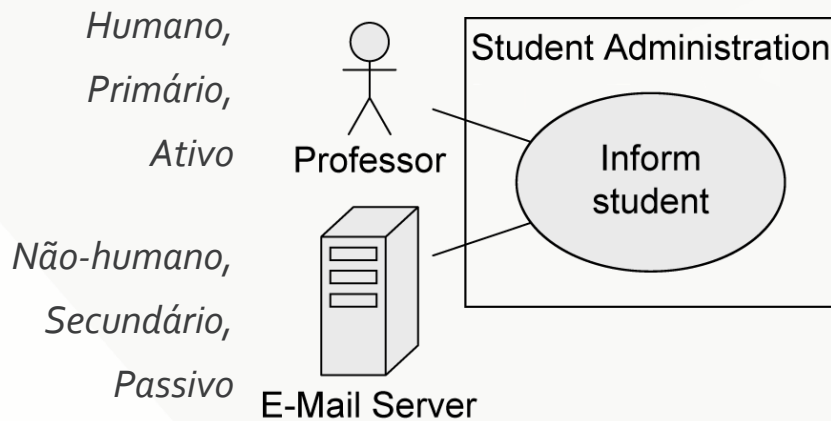 Humano,
Primário,
Ativo
Professor
Não-humano,
Secundário,
Passivo
E-Mail Server
Student Administration
Inform
student